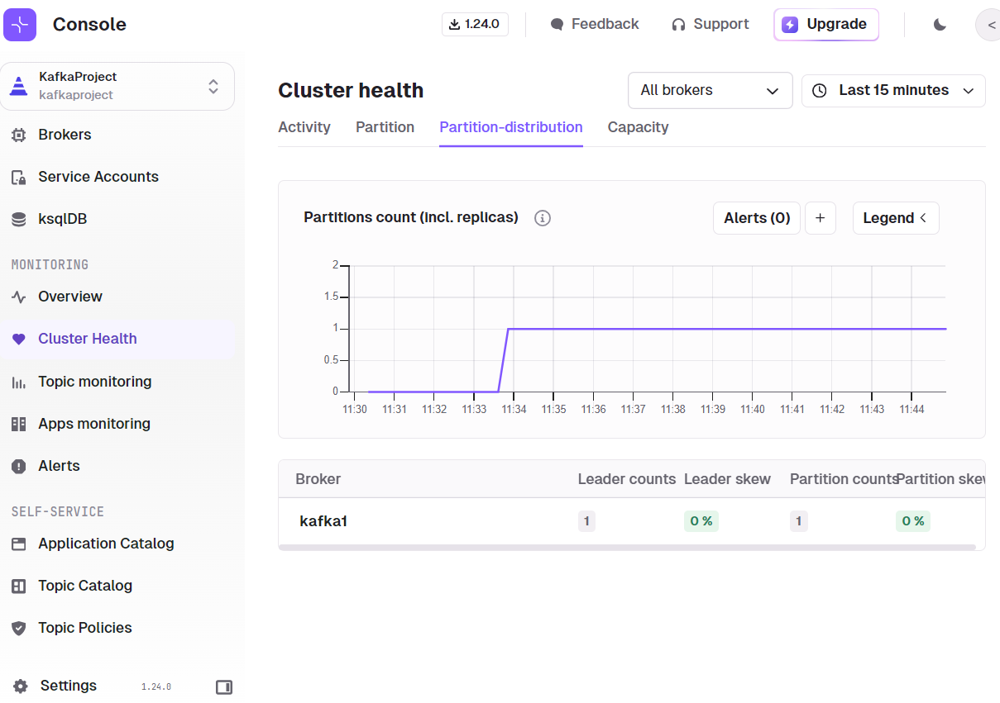 Console
1.24.0
Feedback
Support
Upgrade
<
KafkaProject
kafkaproject
Brokers
Service Accounts
ksqlDB
MONITORING
Overview
Cluster Health
Topic monitoring
Apps monitoring
Alerts
SELF-SERVICE
Application Catalog
Topic Catalog
Topic Policies
Settings
1.24.0
Cluster health
All brokers
Last 15 minutes
Activity
Partition
Partition-distribution
Capacity
Partitions count (incl. replicas)
Alerts (0)
+
Legend <
2
1.5
1
0.5
0
11:30 11:31 11:32 11:33 11:34 11:35 11:36 11:37 11:38 11:39 11:40 11:41 11:42 11:43 11:44
Broker Leader counts Leader skew Partition counts Partition skew
kafka1 1 0 % 1 0 %